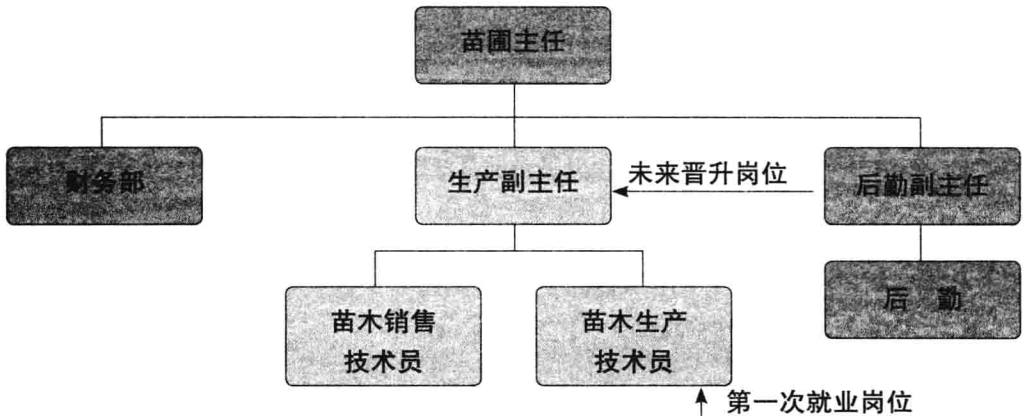 苗圃主任
财务部
生产副主任
未来晋升岗位
后勤副主任
后 勤
苗木销售
技术员
苗木生产
技术员
第一次就业岗位